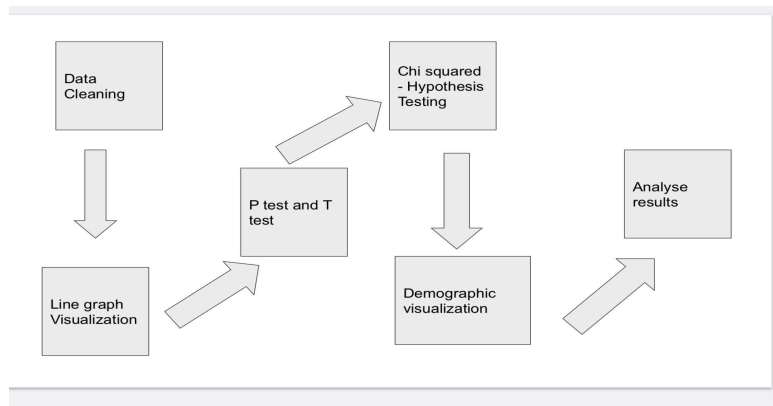 Data
Cleaning
Line graph
Visualization
P test and T
test
Chi squared
- Hypothesis
Testing
Demographic
visualization
Analyse
results